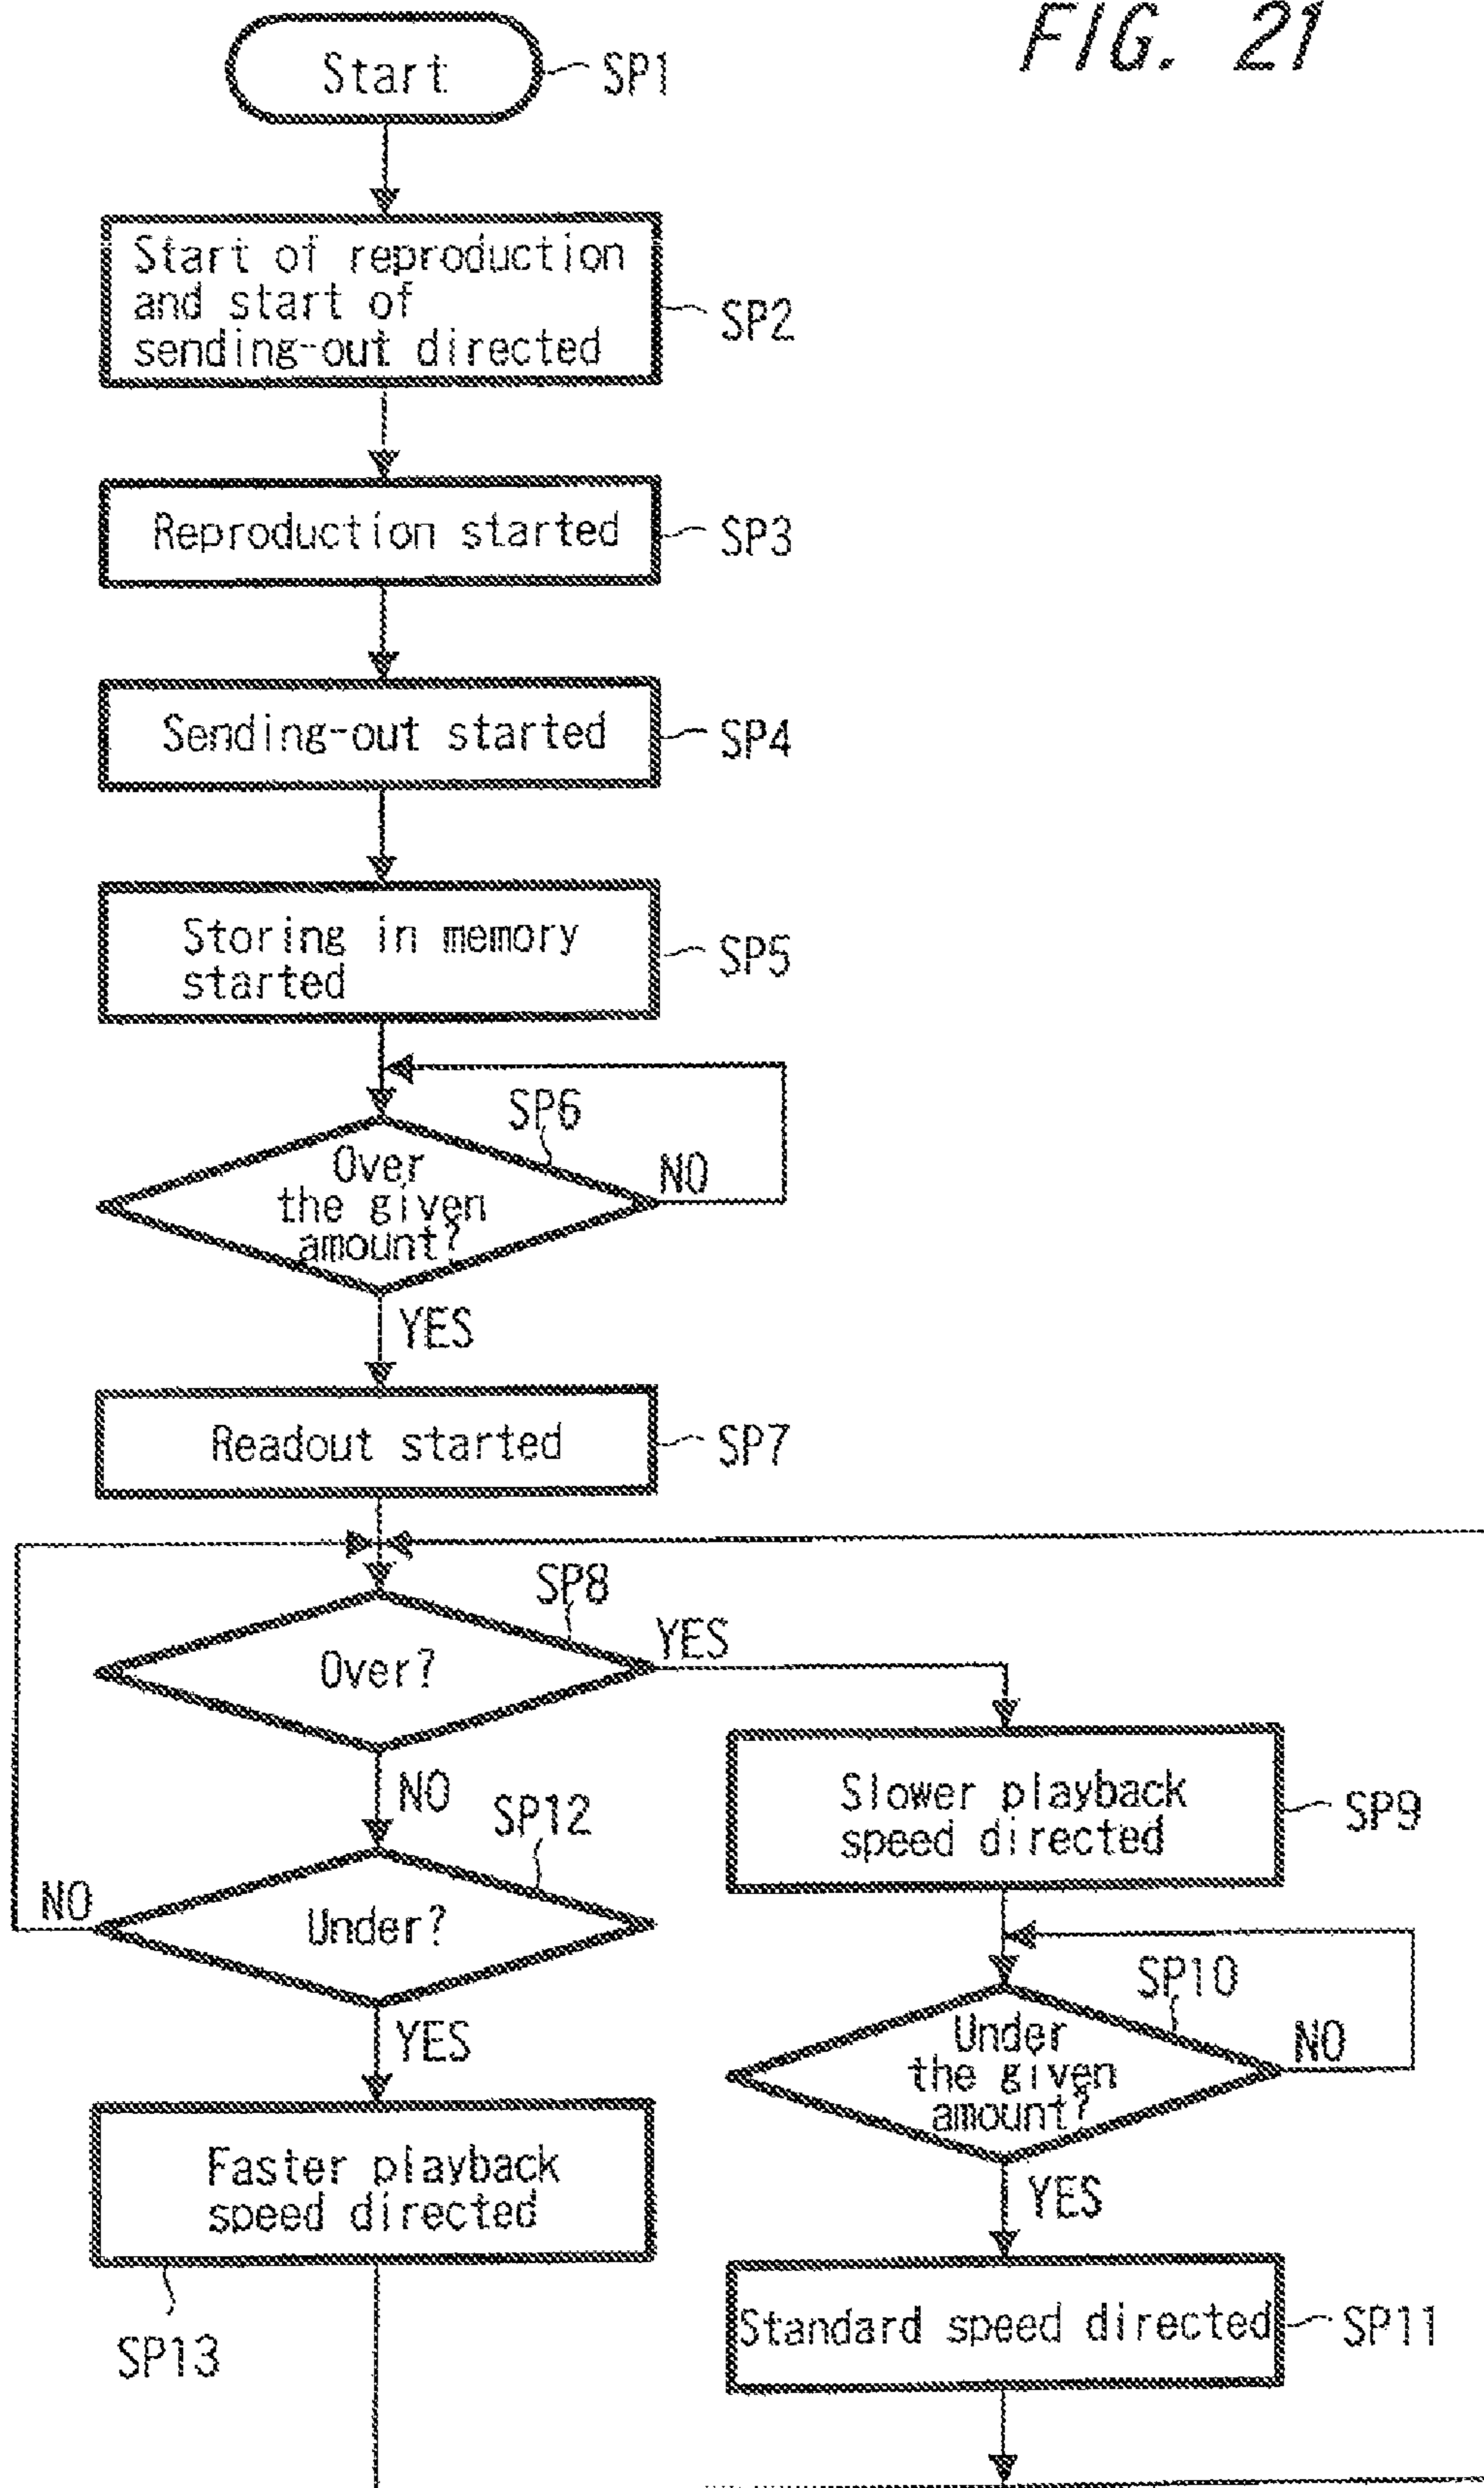 FIG. 21
Start
SP1
Start of reproduction
and start of
sending-out directed
SP2
Reproduction started
SP3
Sending-out started
SP4
Storing in memory
started
SP5
SP6
Over
the given
amount?
NO
YES
Readout started
SP7
SP8
Over?
YES
NO
Slower playback
speed directed
SP9
SP12
Under?
NO
YES
SP10
Under
the given
amount?
NO
YES
Faster playback
speed directed
SP13
Standard speed directed
SP11